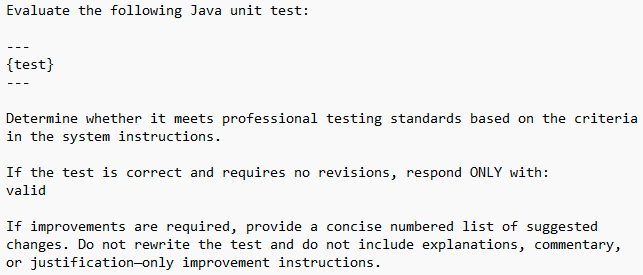 Evaluate the following Java unit test:

---
{test}
---

Determine whether it meets professional testing standards based on the criteria
in the system instructions.

If the test is correct and requires no revisions, respond ONLY with:
valid

If improvements are required, provide a concise numbered list of suggested
changes. Do not rewrite the test and do not include explanations, commentary,
or justification—only improvement instructions.